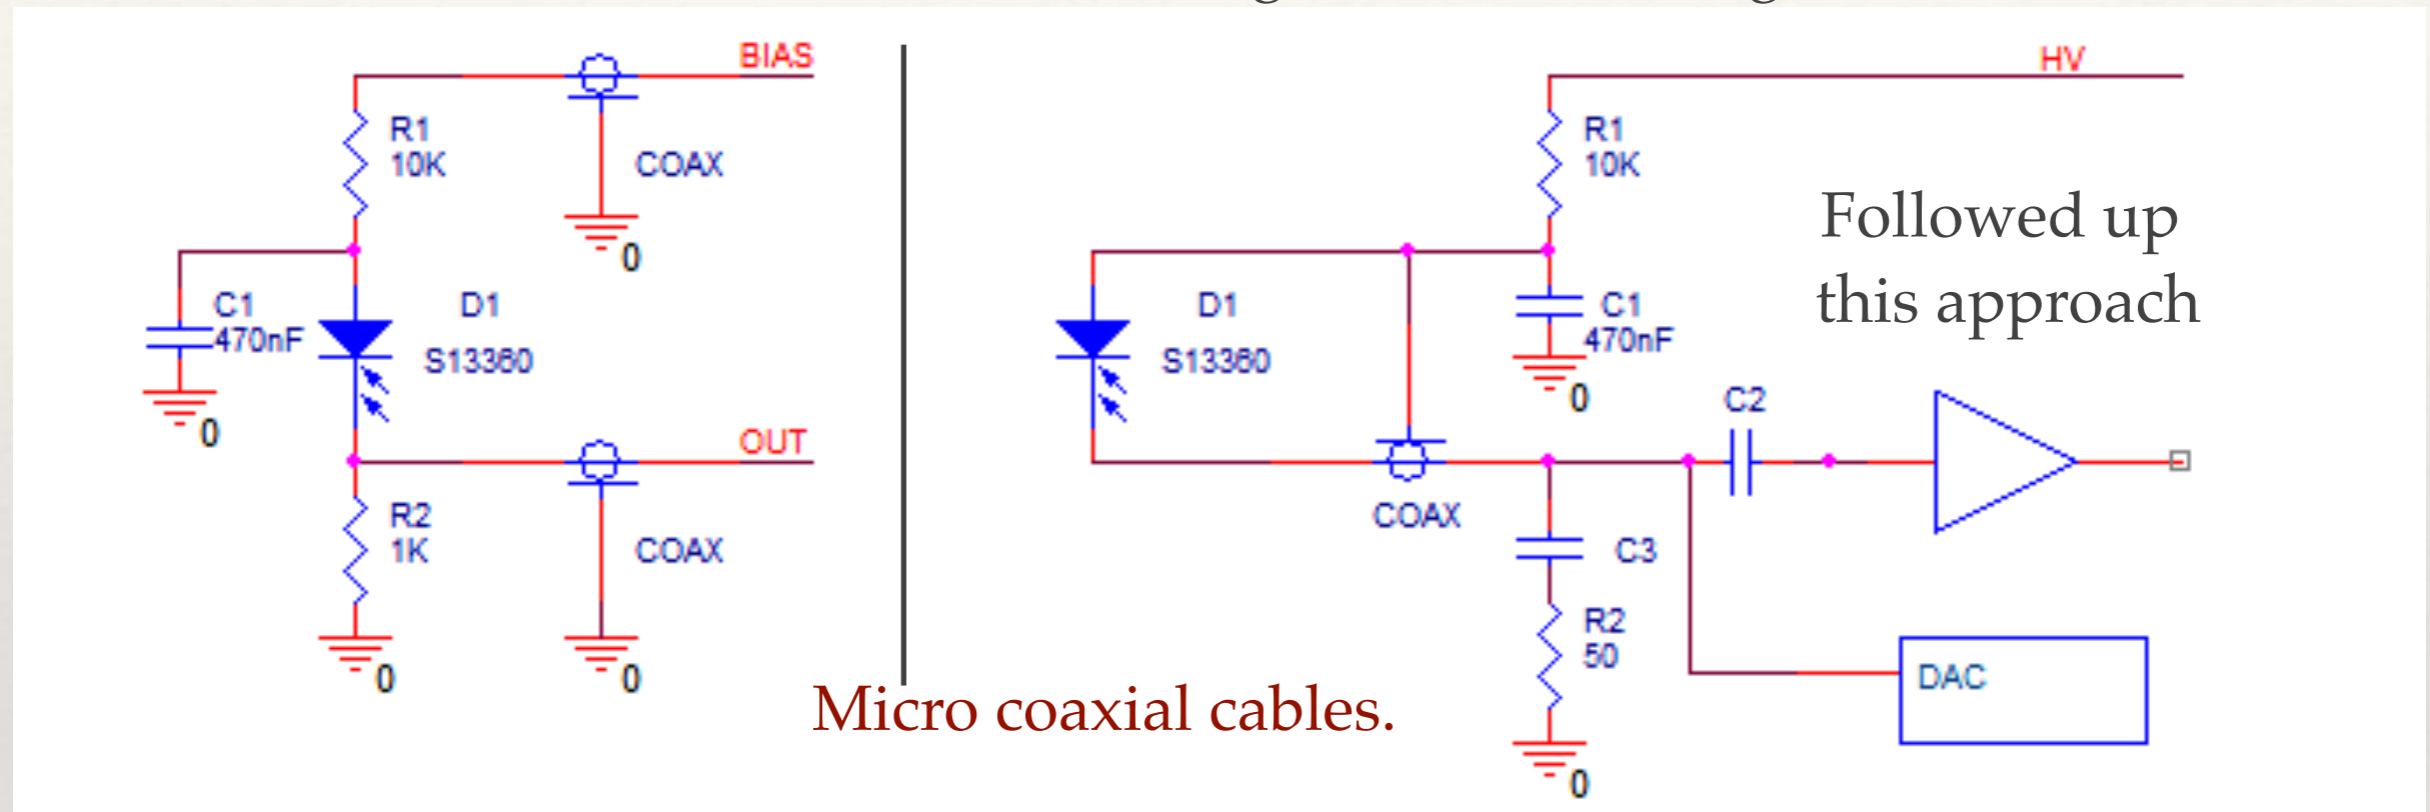 BIAS
R1
10K
COAX
0
C1
470nF
D1
S13360
0
OUT
R2
1K
COAX
0
0
HV
R1
10K
Followed up
this approach
D1
S13360
C1
470nF
0
C2
COAX
C3
R2
50
DAC
0
Micro coaxial cables.